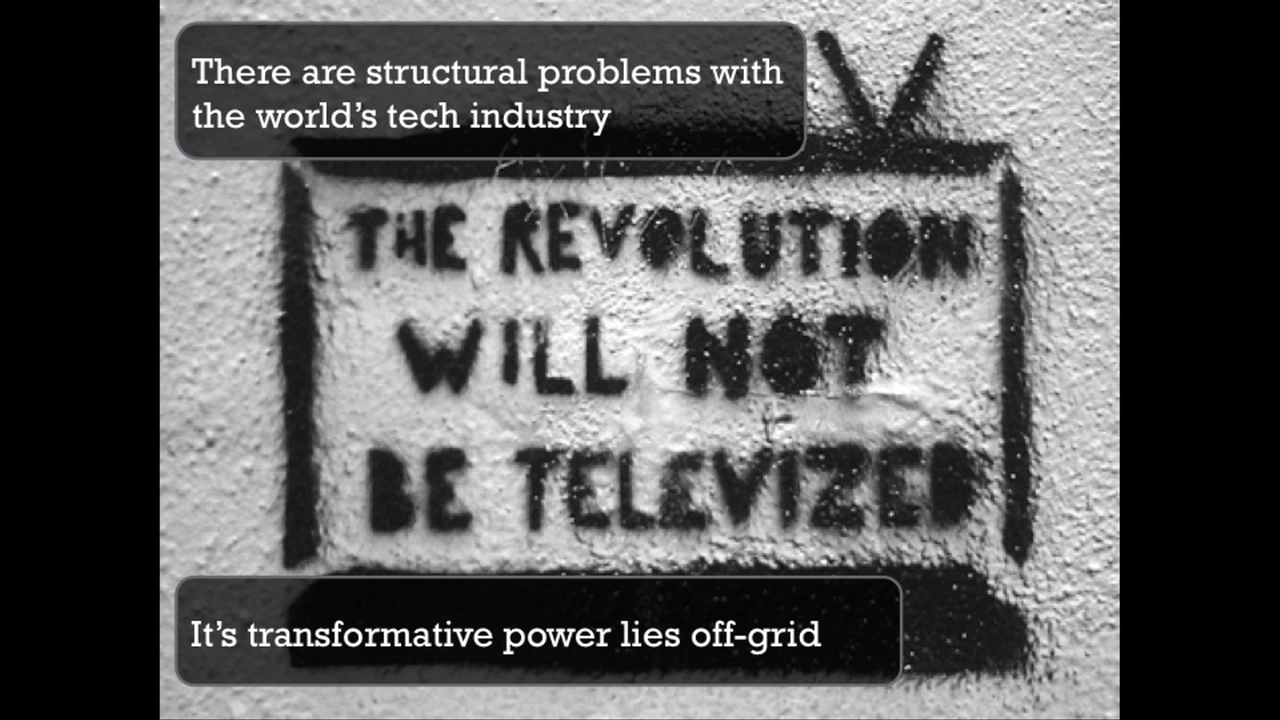 There are structural problems with
the world’s tech industry
THE REVOLUTION
WILL NOT
BE TELEVIZED
It’s transformative power lies off-grid